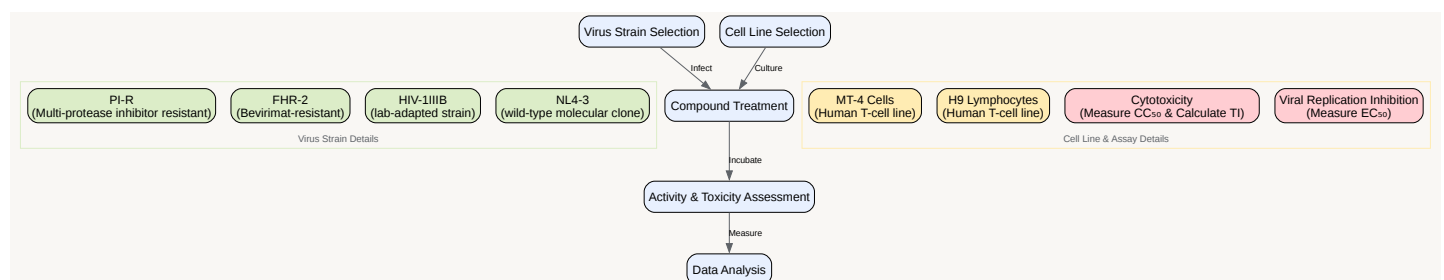 Virus Strain Selection
Cell Line Selection
Infect
Culture
PI-R
(Multi-protease inhibitor resistant)
FHR-2
(Bevirimat-resistant)
HIV-1IIIB
(lab-adapted strain)
NL4-3
(wild-type molecular clone)
Virus Strain Details
Compound Treatment
MT-4 Cells
(Human T-cell line)
H9 Lymphocytes
(Human T-cell line)
Cytotoxicity
(Measure CC₅₀ & Calculate TI)
Viral Replication Inhibition
(Measure EC₅₀)
Cell Line & Assay Details
Incubate
Activity & Toxicity Assessment
Measure
Data Analysis